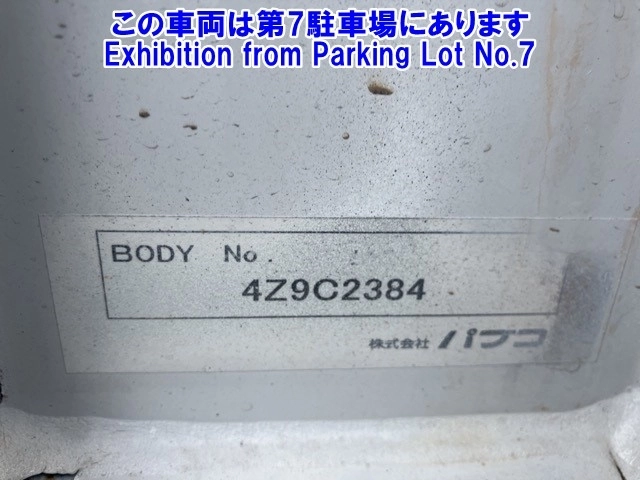 この車両は第7駐車場にあります
Exhibition from Parking Lot No.7
BODY No.
4Z9C2384
株式会社 パブコ